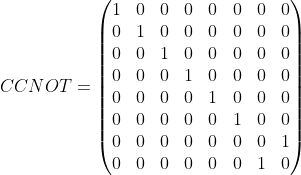 1 0 0 0 0 0 0 0
0 1 0 0 0 0 0 0
0 0 1 0 0 0 0 0
0 0 0 1 0 0 0 0
CCNOT = 0 0 0 0 1 0 0 0
0 0 0 0 0 1 0 0
0 0 0 0 0 0 0 1
0 0 0 0 0 0 1 0